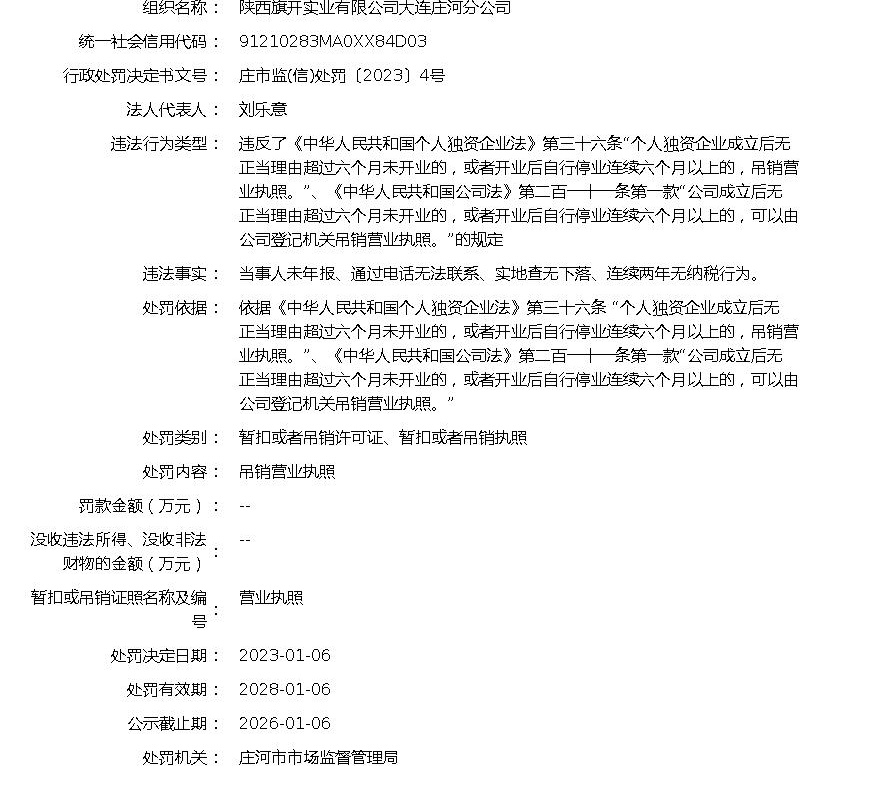 组织名称： 陕西旗开实业有限公司大连庄河分公司
统一社会信用代码： 91210283MA0XX84D03
行政处罚决定书文号： 庄市监(信)处罚〔2023〕4号
法人代表人： 刘乐意
违法行为类型： 违反了《中华人民共和国个人独资企业法》第三十六条“个人独资企业成立后无
正当理由超过六个月未开业的，或者开业后自行停业连续六个月以上的，吊销营
业执照。”、《中华人民共和国公司法》第二百一十一条第一款“公司成立后无
正当理由超过六个月未开业的，或者开业后自行停业连续六个月以上的，可以由
公司登记机关吊销营业执照。”的规定
违法事实： 当事人未年报、通过电话无法联系、实地查无下落、连续两年无纳税行为。
处罚依据： 依据《中华人民共和国个人独资企业法》第三十六条 “个人独资企业成立后无
正当理由超过六个月未开业的，或者开业后自行停业连续六个月以上的，吊销营
业执照。”、《中华人民共和国公司法》第二百一十一条第一款“公司成立后无
正当理由超过六个月未开业的，或者开业后自行停业连续六个月以上的，可以由
公司登记机关吊销营业执照。”
处罚类别： 暂扣或者吊销许可证、暂扣或者吊销执照
处罚内容： 吊销营业执照
罚款金额（万元）： --
没收违法所得、没收非法
财物的金额（万元）： --
暂扣或吊销证照名称及编
号： 营业执照
处罚决定日期： 2023-01-06
处罚有效期： 2028-01-06
公示截止期： 2026-01-06
处罚机关： 庄河市市场监督管理局